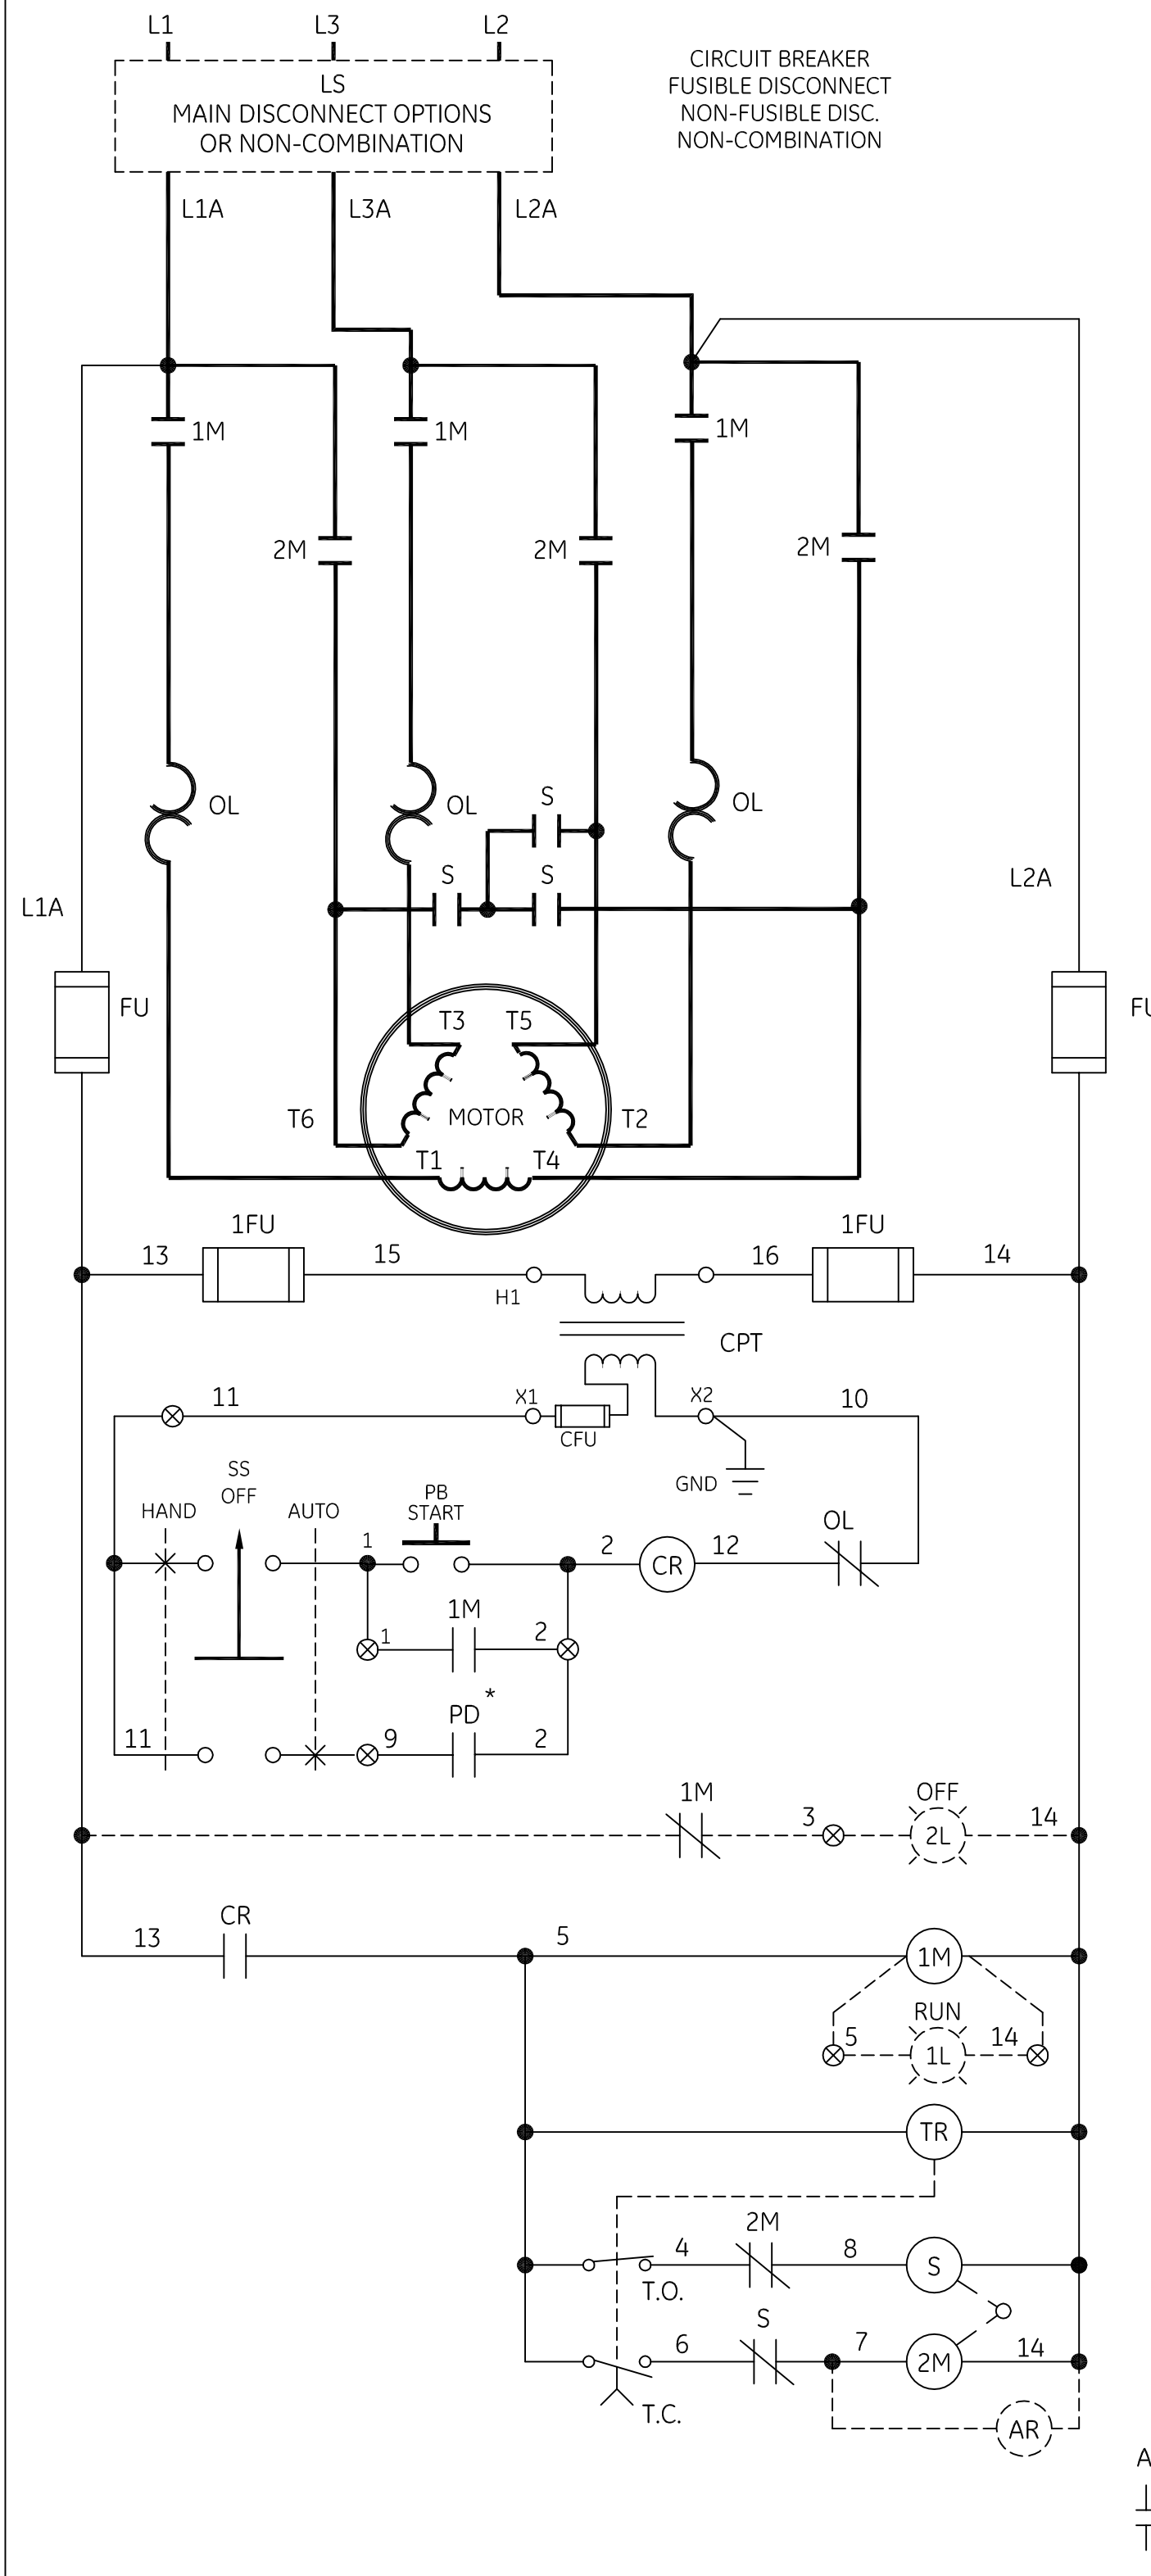 L1 L3 L2
LS
MAIN DISCONNECT OPTIONS
OR NON-COMBINATION
CIRCUIT BREAKER
FUSIBLE DISCONNECT
NON-FUSIBLE DISC.
NON-COMBINATION
L1A L3A L2A
1M 1M 1M
2M 2M 2M
OL OL S OL
S S
L1A L2A
FU FU
T3 T5
T6 MOTOR T2
T1 T4
1FU 1FU
13 15 16 14
H1
CPT
11 X1 X2 10
CFU
GND
SS
OFF
HAND AUTO
PB
START
OL
1 2 CR 12
1M
1 2
PD *
11 9 2
1M OFF
3 2L 14
CR
13 5 1M
RUN
5 1L 14
TR
2M
4 8 S
T.O.
S
6 7 2M 14
T.C.
AR
A